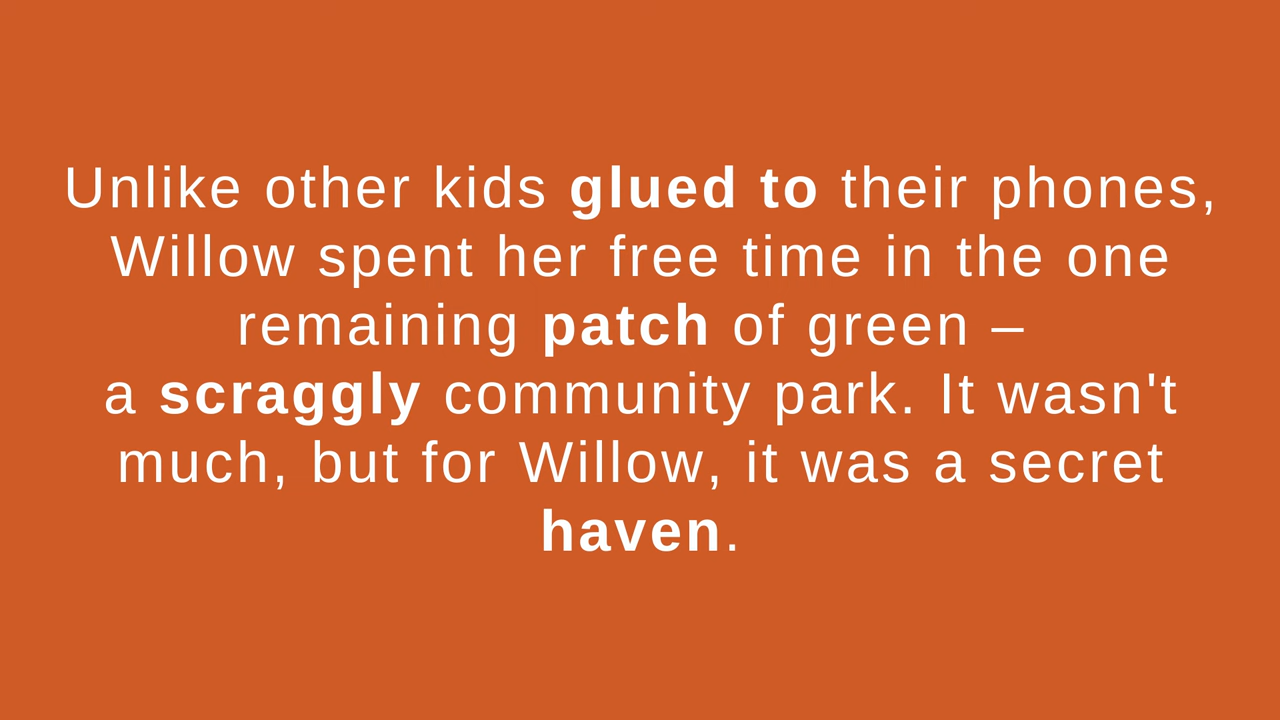 Unlike other kids glued to their phones,
Willow spent her free time in the one
remaining patch of green –
a scraggly community park. It wasn't
much, but for Willow, it was a secret
haven.